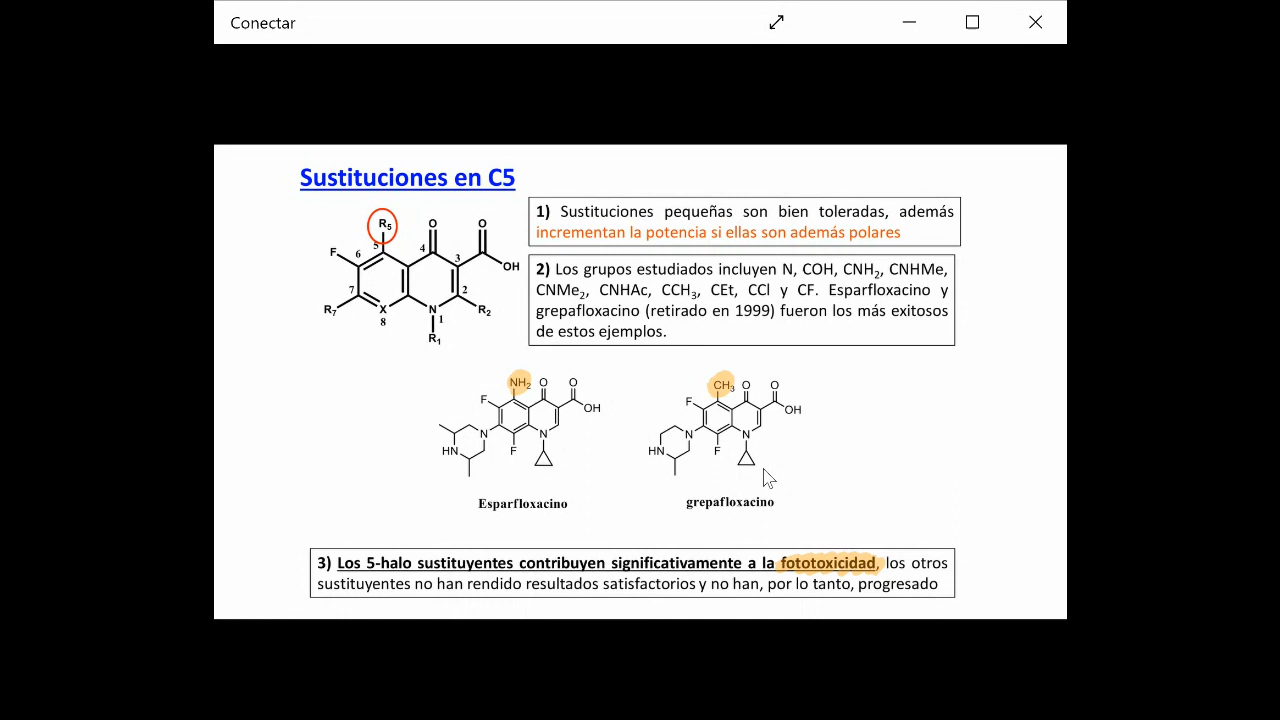 Conectar
Sustituciones en C5
1) Sustituciones pequeñas son bien toleradas, además
incrementan la potencia si ellas son además polares
R5
O
O
5
4
F
6
3
OH
7
2
R7
X
N
1
R2
8
R1
2) Los grupos estudiados incluyen N, COH, CNH2, CNHMe,
CNMe2, CNHAc, CCH3, CEt, CCl y CF. Esparfloxacino y
grepafloxacino (retirado en 1999) fueron los más exitosos
de estos ejemplos.
NH2
O
O
F
OH
N
N
HN
F
Esparfloxacino
CH3
O
O
F
OH
N
N
HN
F
grepafloxacino
3) Los 5-halo sustituyentes contribuyen significativamente a la fototoxicidad, los otros
sustituyentes no han rendido resultados satisfactorios y no han, por lo tanto, progresado